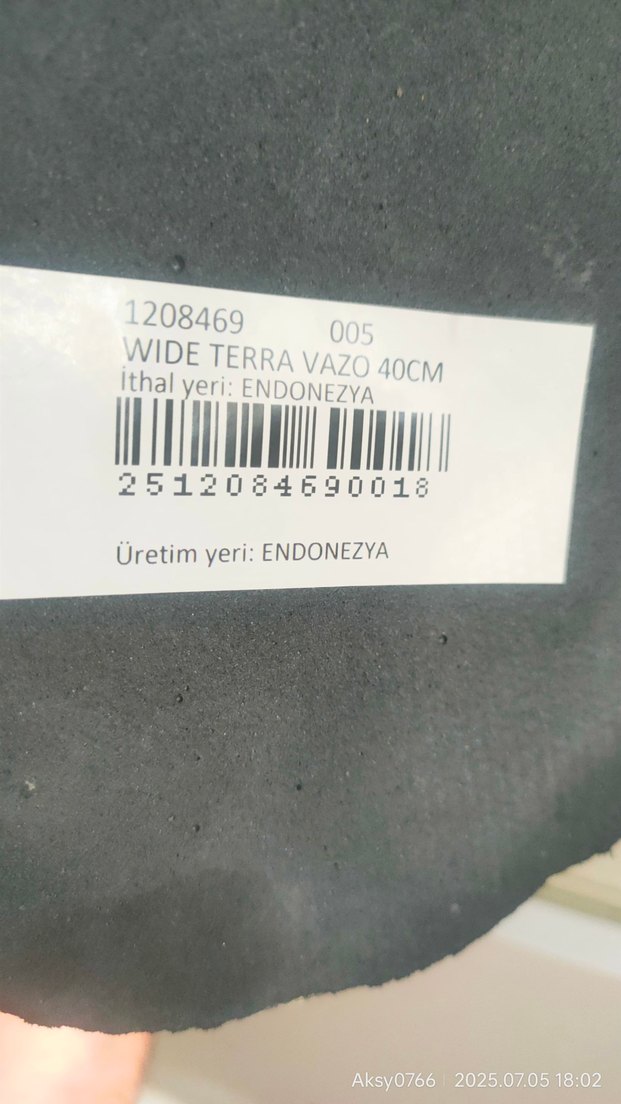 1208469 005
WIDE TERRA VAZO 40CM
İthal yeri: ENDONEZYA
2512084690018
Üretim yeri: ENDONEZYA
Aksy0766 2025.07.05 18:02